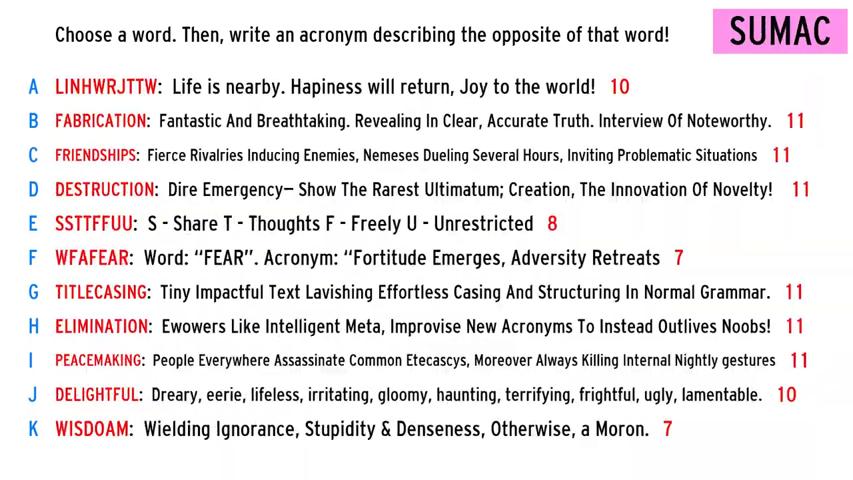 Choose a word. Then, write an acronym describing the opposite of that word!
SUMAC
A LINHWRJTTW: Life is nearby. Hapiness will return, Joy to the world! 10
B FABRICATION: Fantastic And Breathtaking. Revealing In Clear, Accurate Truth. Interview Of Noteworthy. 11
C FRIENDSHIPS: Fierce Rivalries Inducing Enemies, Nemeses Dueling Several Hours, Inviting Problematic Situations 11
D DESTRUCTION: Dire Emergency— Show The Rarest Ultimatum; Creation, The Innovation Of Novelty! 11
E SSTTFFUU: S - Share T - Thoughts F - Freely U - Unrestricted 8
F WFAFEAR: Word: “FEAR”. Acronym: “Fortitude Emerges, Adversity Retreats 7
G TITLECASING: Tiny Impactful Text Lavishing Effortless Casing And Structuring In Normal Grammar. 11
H ELIMINATION: Ewowers Like Intelligent Meta, Improvise New Acronyms To Instead Outlives Noobs! 11
I PEACEMAKING: People Everywhere Assassinate Common Etecascys, Moreover Always Killing Internal Nightly gestures 11
J DELIGHTFUL: Dreary, eerie, lifeless, irritating, gloomy, haunting, terrifying, frightful, ugly, lamentable. 10
K WISDOAM: Wielding Ignorance, Stupidity & Denseness, Otherwise, a Moron. 7